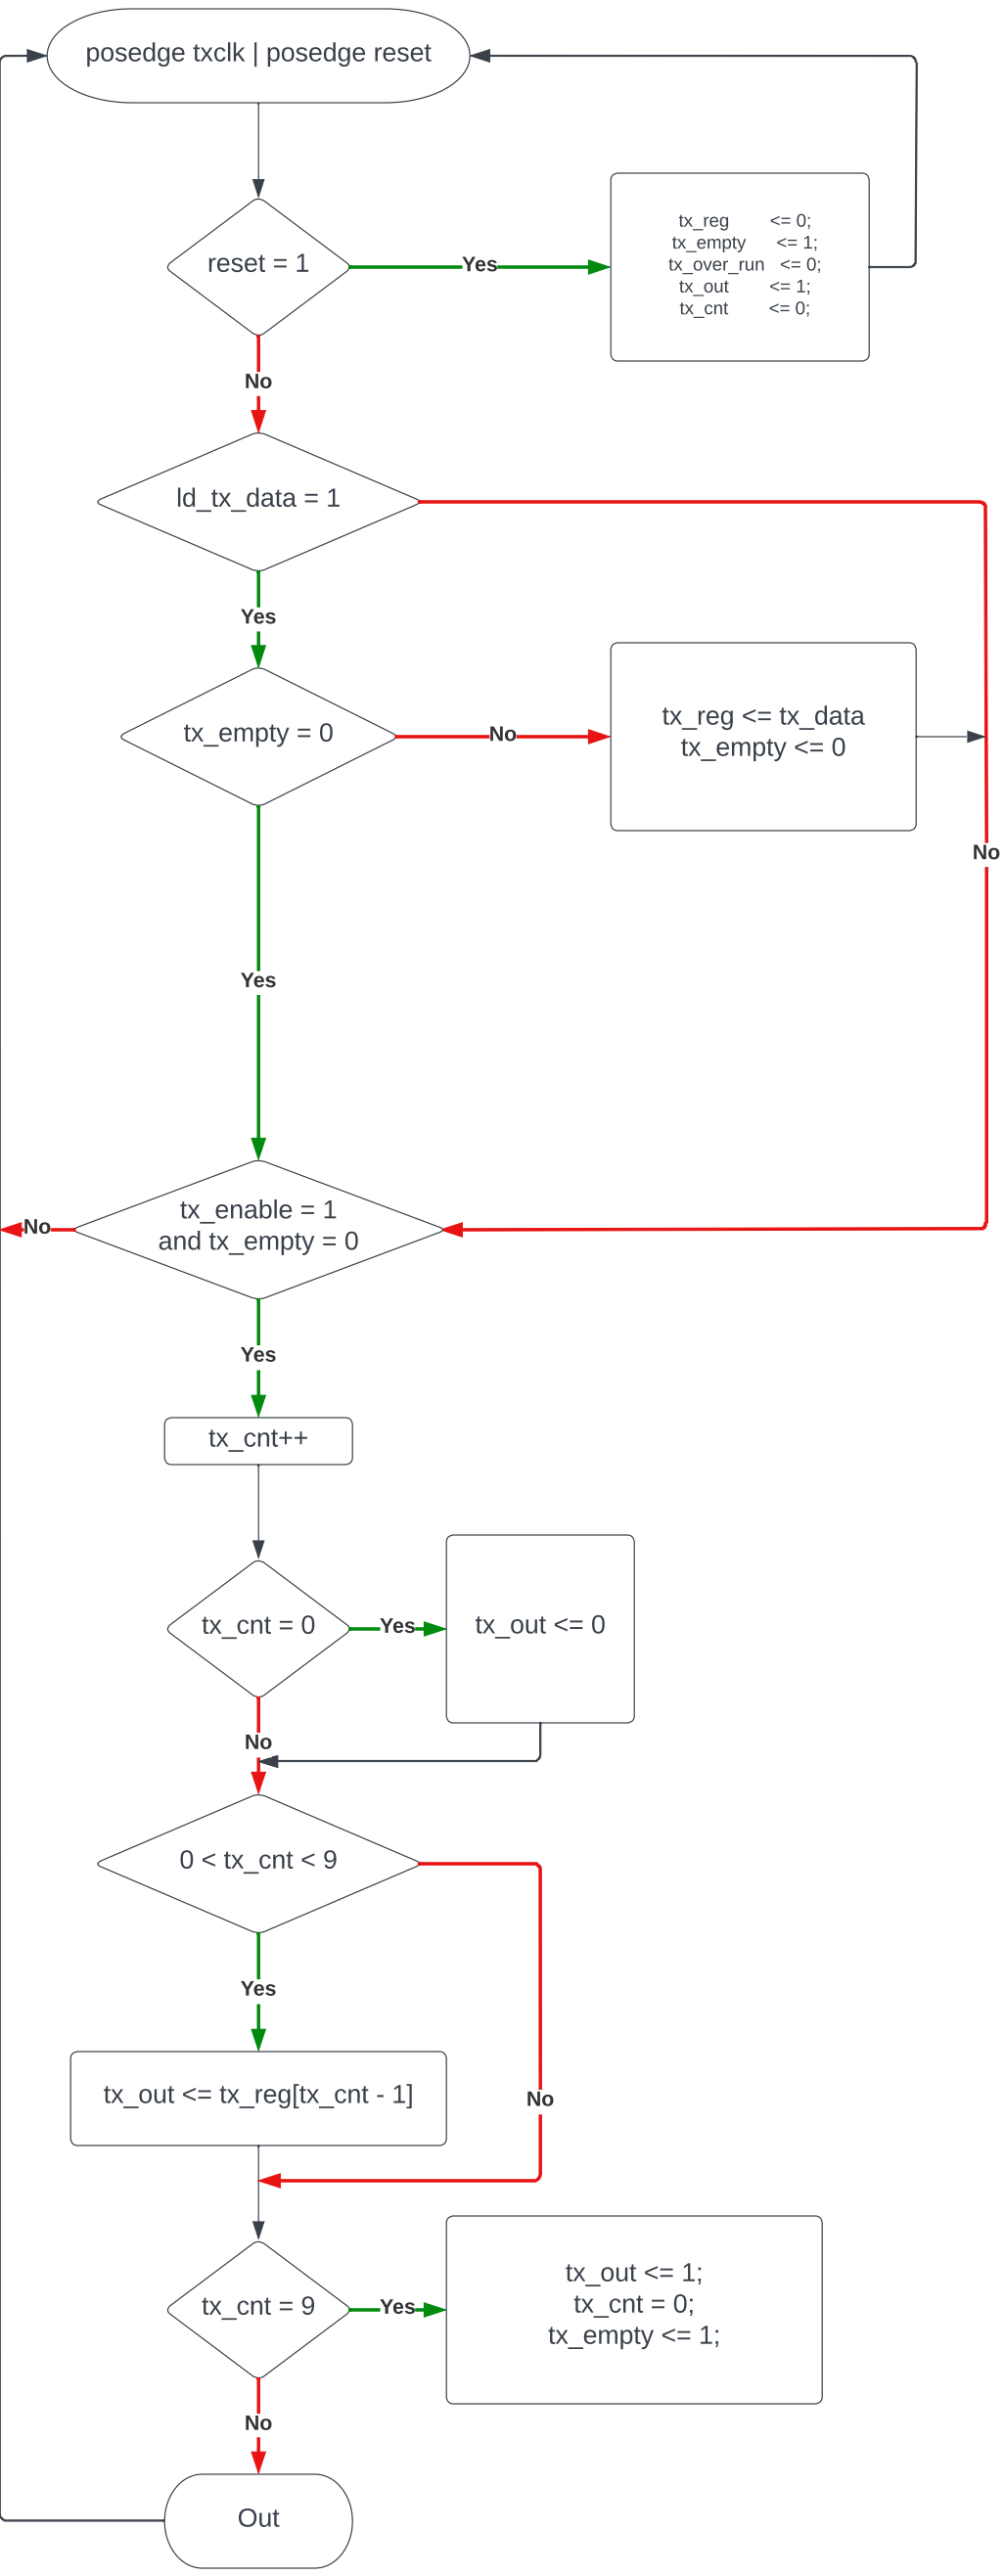 posedge txclk | posedge reset
reset = 1
Yes
tx_reg <= 0;
tx_empty <= 1;
tx_over_run <= 0;
tx_out <= 1;
tx_cnt <= 0;
No
ld_tx_data = 1
Yes
tx_empty = 0
No
tx_reg <= tx_data
tx_empty <= 0
No
Yes
tx_enable = 1
and tx_empty = 0
No
Yes
tx_cnt++
tx_cnt = 0
Yes
tx_out <= 0
No
0 < tx_cnt < 9
Yes
tx_out <= tx_reg[tx_cnt - 1]
No
tx_cnt = 9
Yes
tx_out <= 1;
tx_cnt = 0;
tx_empty <= 1;
No
Out